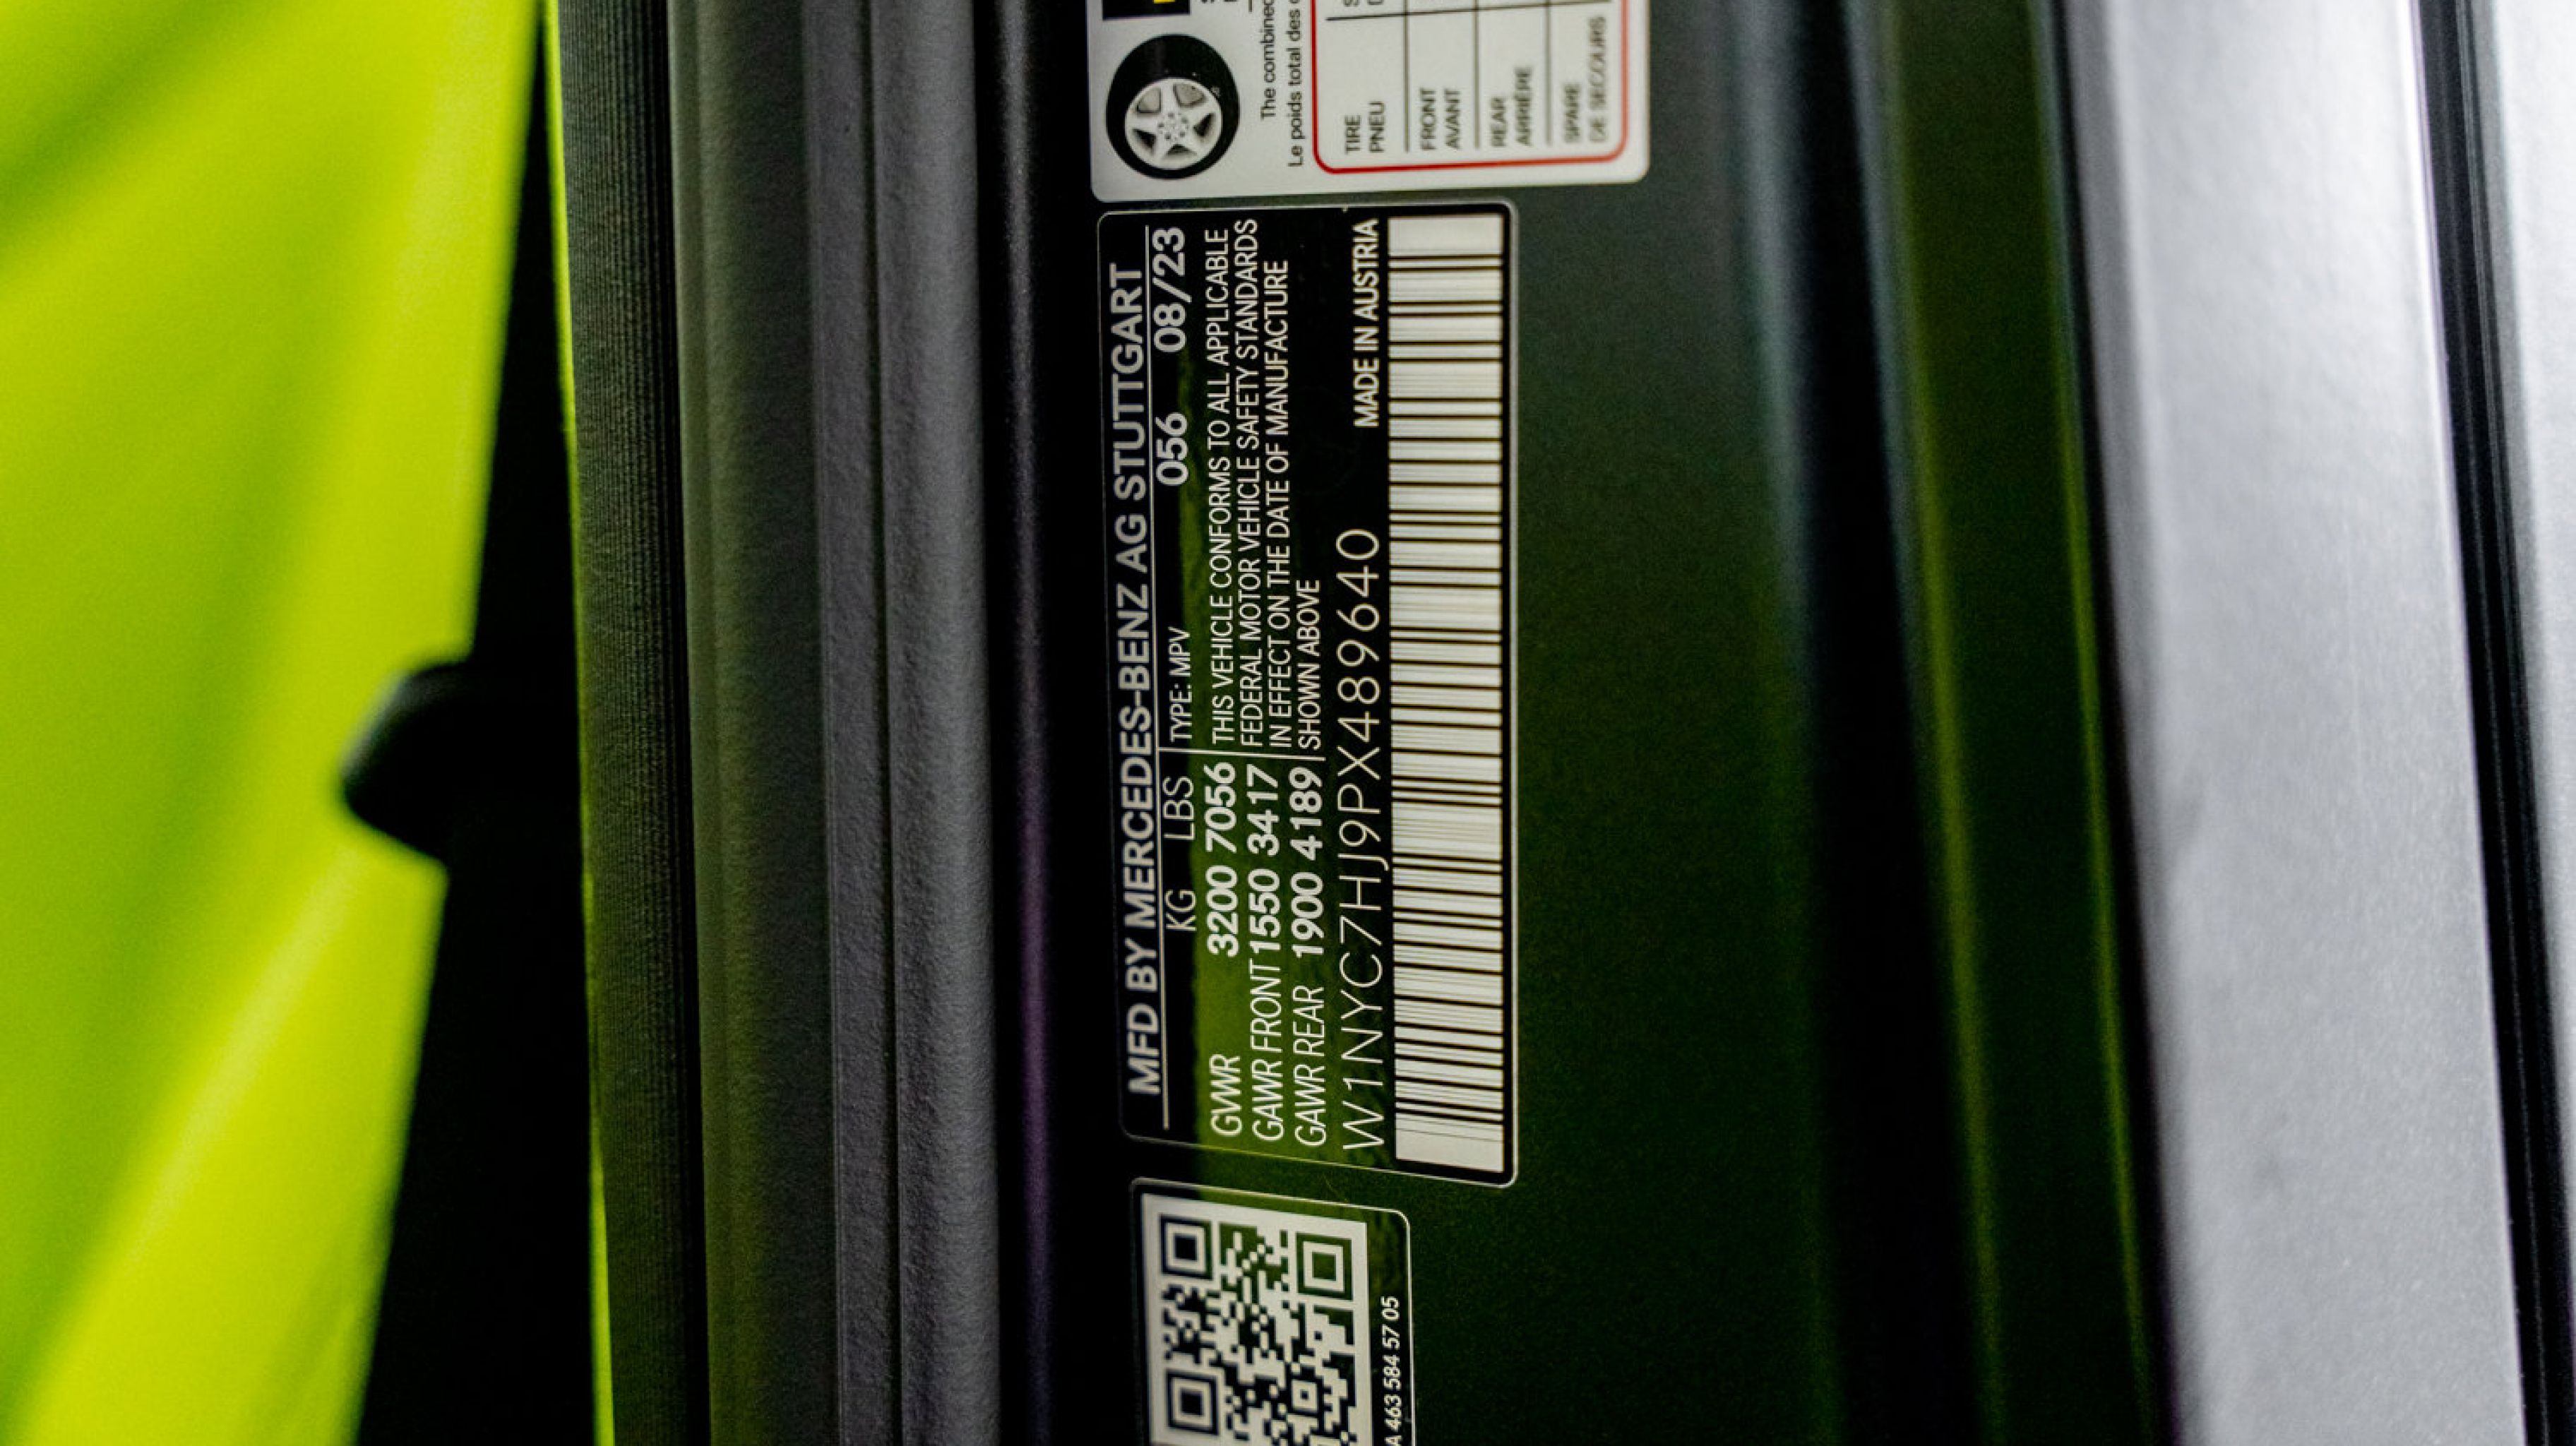 The combined
Le poids total des
TIRE
PNEU
FRONT
AVANT
REAR
ARRIÈRE
SPARE
DE SECOURS
MFD BY MERCEDES-BENZ AG STUTTGART
KG LBS TYPE: MPV 056 08/23
GVWR 3200 7056 THIS VEHICLE CONFORMS TO ALL APPLICABLE
GAWR FRONT 1550 3417 FEDERAL MOTOR VEHICLE SAFETY STANDARDS
GAWR REAR 1900 4189 IN EFFECT ON THE DATE OF MANUFACTURE
SHOWN ABOVE
W1NYC7HJ9PX489640 MADE IN AUSTRIA
A 463 584 57 05